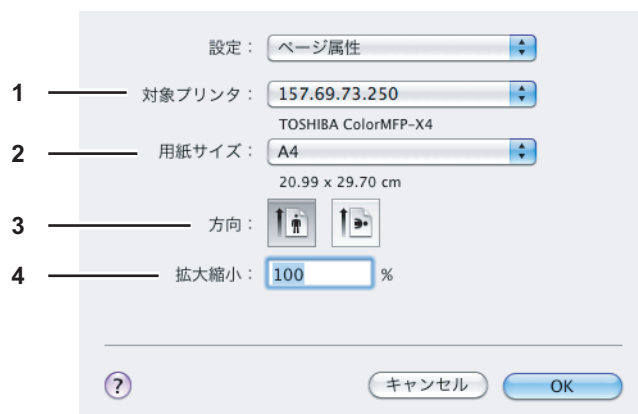 設定： ページ属性
1 対象プリンタ： 157.69.73.250
TOSHIBA ColorMFP-X4
2 用紙サイズ： A4
20.99 x 29.70 cm
3 方向：
4 拡大縮小： 100 %
? キャンセル OK